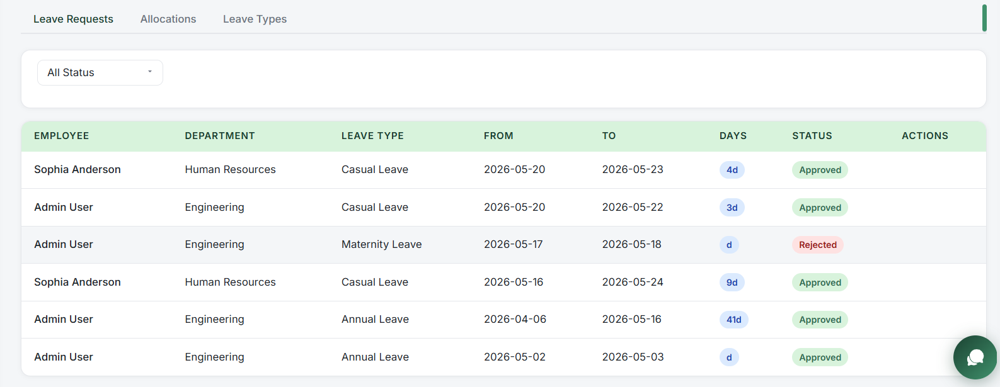 Leave Requests Allocations Leave Types
All Status
EMPLOYEE DEPARTMENT LEAVE TYPE FROM TO DAYS STATUS ACTIONS
Sophia Anderson Human Resources Casual Leave 2026-05-20 2026-05-23 4d Approved
Admin User Engineering Casual Leave 2026-05-20 2026-05-22 3d Approved
Admin User Engineering Maternity Leave 2026-05-17 2026-05-18 d Rejected
Sophia Anderson Human Resources Casual Leave 2026-05-16 2026-05-24 9d Approved
Admin User Engineering Annual Leave 2026-04-06 2026-05-16 41d Approved
Admin User Engineering Annual Leave 2026-05-02 2026-05-03 d Approved